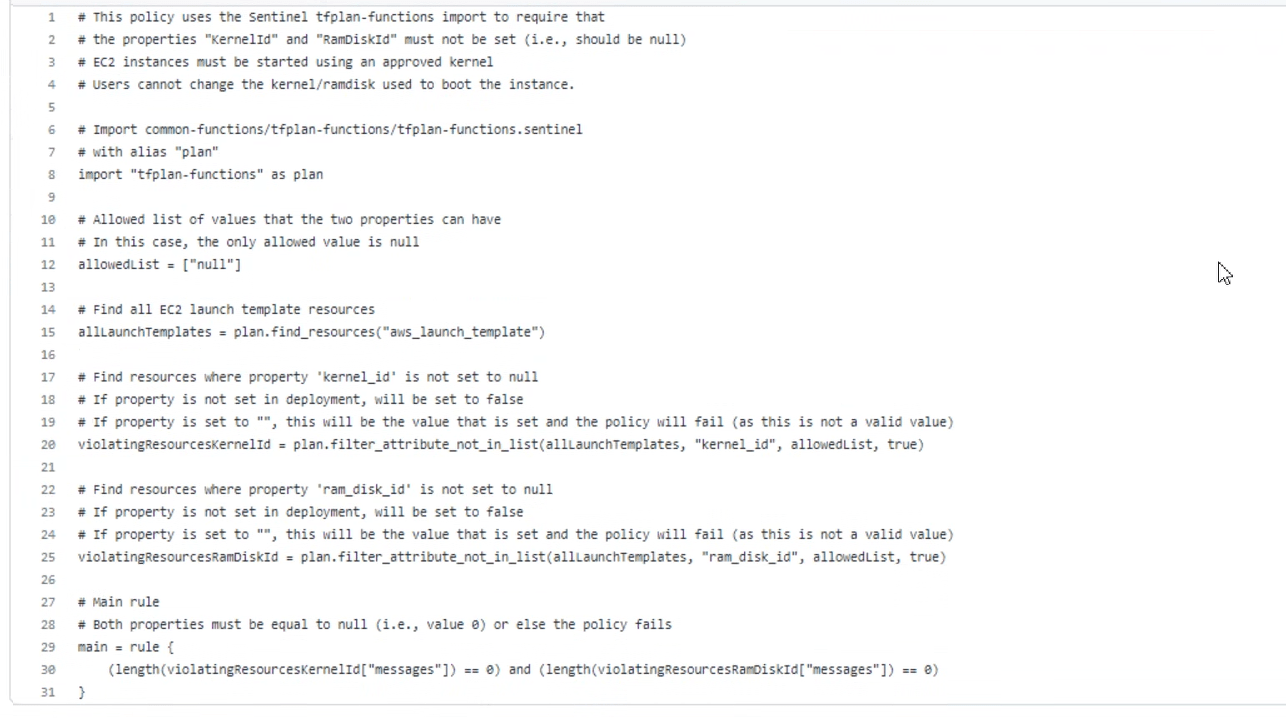 1 # This policy uses the Sentinel tfplan-functions import to require that
2 # the properties "KernelId" and "RamDiskId" must not be set (i.e., should be null)
3 # EC2 instances must be started using an approved kernel
4 # Users cannot change the kernel/ramdisk used to boot the instance.
5
6 # Import common-functions/tfplan-functions/tfplan-functions.sentinel
7 # with alias "plan"
8 import "tfplan-functions" as plan
9
10 # Allowed list of values that the two properties can have
11 # In this case, the only allowed value is null
12 allowedList = ["null"]
13
14 # Find all EC2 launch template resources
15 allLaunchTemplates = plan.find_resources("aws_launch_template")
16
17 # Find resources where property 'kernel_id' is not set to null
18 # If property is not set in deployment, will be set to false
19 # If property is set to "", this will be the value that is set and the policy will fail (as this is not a valid value)
20 violatingResourcesKernelId = plan.filter_attribute_not_in_list(allLaunchTemplates, "kernel_id", allowedList, true)
21
22 # Find resources where property 'ram_disk_id' is not set to null
23 # If property is not set in deployment, will be set to false
24 # If property is set to "", this will be the value that is set and the policy will fail (as this is not a valid value)
25 violatingResourcesRamDiskId = plan.filter_attribute_not_in_list(allLaunchTemplates, "ram_disk_id", allowedList, true)
26
27 # Main rule
28 # Both properties must be equal to null (i.e., value 0) or else the policy fails
29 main = rule {
30     (length(violatingResourcesKernelId["messages"]) == 0) and (length(violatingResourcesRamDiskId["messages"]) == 0)
31 }